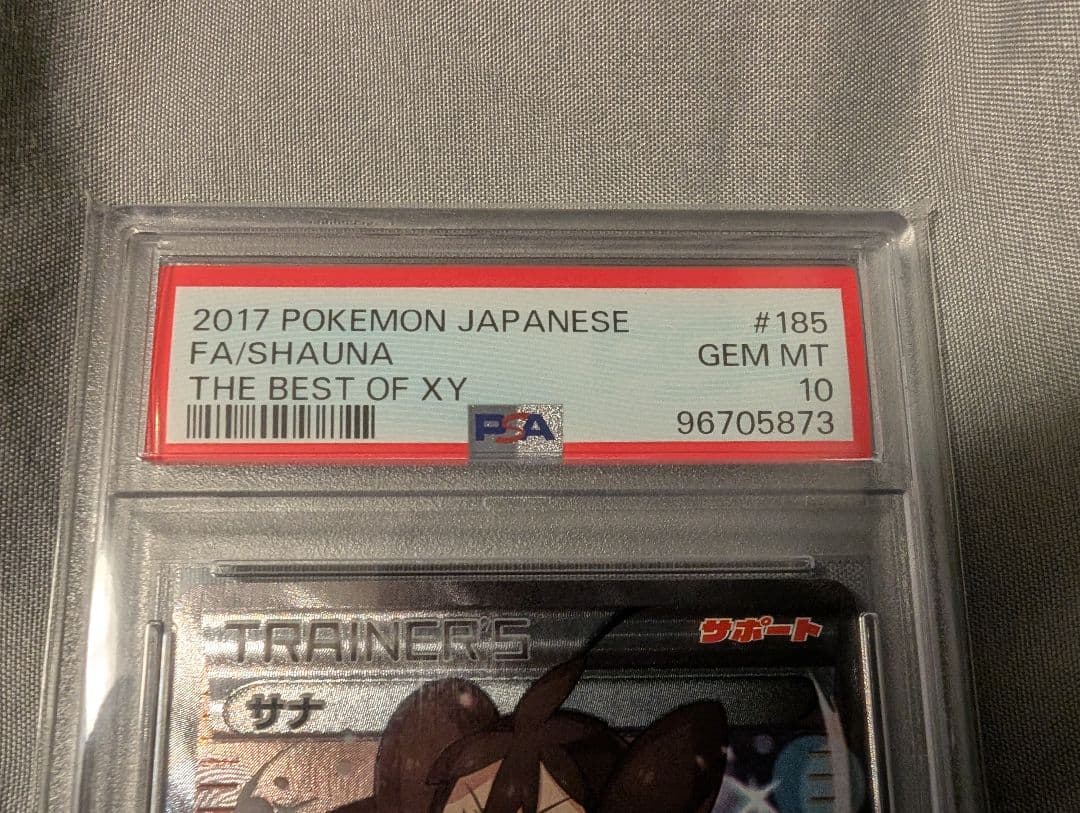 2017 POKEMON JAPANESE #185
FA/SHAUNA GEM MT
THE BEST OF XY 10
PSA 96705873
TRAINER'S サポート
サナ